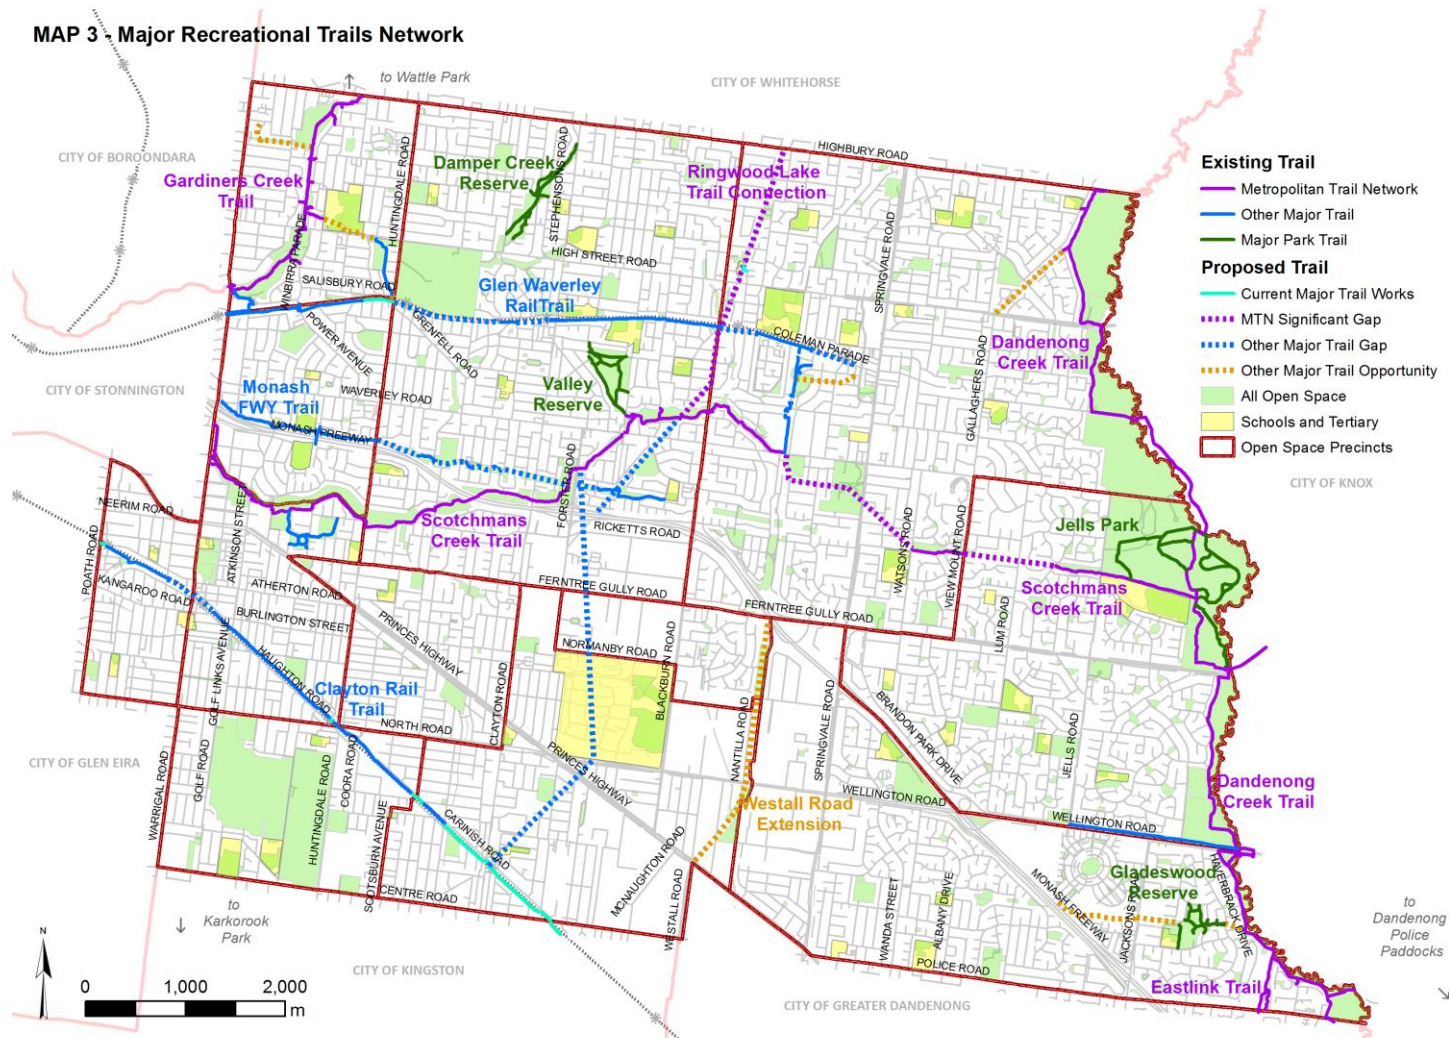 MAP 3 - Major Recreational Trails Network
to Wattle Park
CITY OF WHITEHORSE
CITY OF BOROONDARA
Gardiners Creek
Trail
HUNTINGDALE ROAD
Damper Creek
Reserve
STEPHENSONS ROAD
Ringwood Lake
Trail Connection
HIGHBURY ROAD
Existing Trail
Metropolitan Trail Network
Other Major Trail
Major Park Trail
Proposed Trail
Current Major Trail Works
MTN Significant Gap
Other Major Trail Gap
Other Major Trail Opportunity
All Open Space
Schools and Tertiary
Open Space Precincts
WINBIRRA PARADE
SALISBURY ROAD
HIGH STREET ROAD
SPRINGVALE ROAD
Glen Waverley
RailTrail
POWER AVENUE
GRENFELL ROAD
COLEMAN PARADE
Dandenong
Creek Trail
CITY OF STONNINGTON
Monash
FWY Trail
WAVERLEY ROAD
Valley
Reserve
GALLAGHERS ROAD
MONASH FREEWAY
CITY OF KNOX
NEERIM ROAD
POATH ROAD
ATKINSON STREET
Scotchmans
Creek Trail
FORSTER ROAD
RICKETTS ROAD
WATSONS ROAD
VIEW MOUNT ROAD
Jells Park
KANGAROO ROAD
ATHERTON ROAD
BURLINGTON STREET
FERNTREE GULLY ROAD
FERNTREE GULLY ROAD
Scotchmans
Creek Trail
LUM ROAD
PRINCES HIGHWAY
NORMANBY ROAD
BLACKBURN ROAD
GOLF LINKS AVENUE
HAUGHTON ROAD
Clayton Rail
Trail
NORTH ROAD
CLAYTON ROAD
NANTILLA ROAD
SPRINGVALE ROAD
BRANDON PARK DRIVE
JELLS ROAD
CITY OF GLEN EIRA
WARRIGAL ROAD
GOLF ROAD
HUNTINGDALE ROAD
COORA ROAD
PRINCES HIGHWAY
WELLINGTON ROAD
Westall Road
Extension
Dandenong
Creek Trail
WELLINGTON ROAD
SCOTSBURN AVENUE
CARINISH ROAD
CENTRE ROAD
MCNAUGHTON ROAD
WESTALL ROAD
WANDA STREET
ALBANY DRIVE
MONASH FREEWAY
Gladeswood
Reserve
JACKSONS ROAD
HAVERBRACK DRIVE
POLICE ROAD
Eastlink Trail
to
Dandenong
Police
Paddocks
to
Karkorook
Park
CITY OF KINGSTON
CITY OF GREATER DANDENONG
N
0 1,000 2,000
m